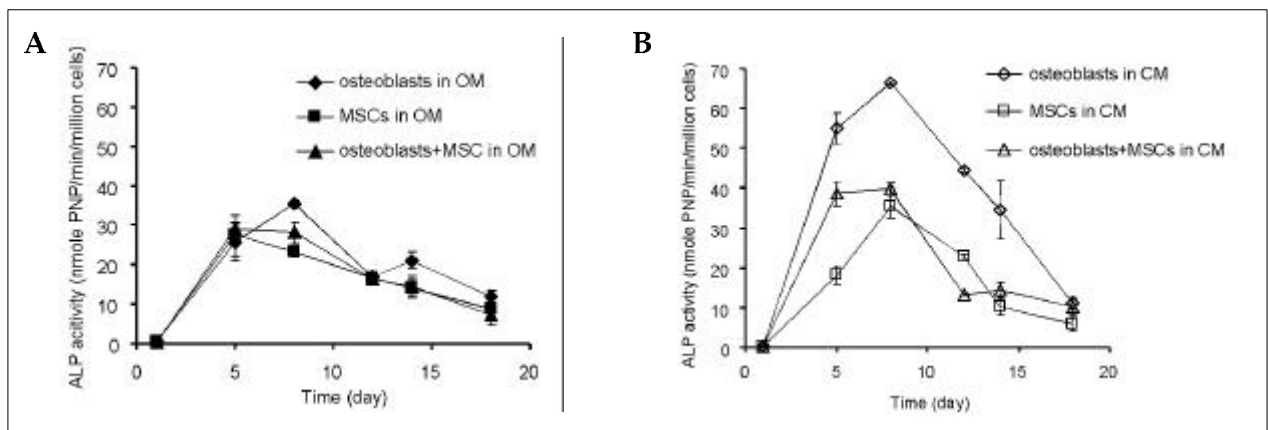 A
ALP acitivity (nmole PNP/min/million cells)
70
60
50
40
30
20
10
0
0 5 10 15 20
Time (day)
osteoblasts in OM
MSCs in OM
osteoblasts+MSC in OM
B
ALP activity (nmole PNP/min/million cells)
70
60
50
40
30
20
10
0
0 5 10 15 20
Time (day)
osteoblasts in CM
MSCs in CM
osteoblasts+MSCs in CM